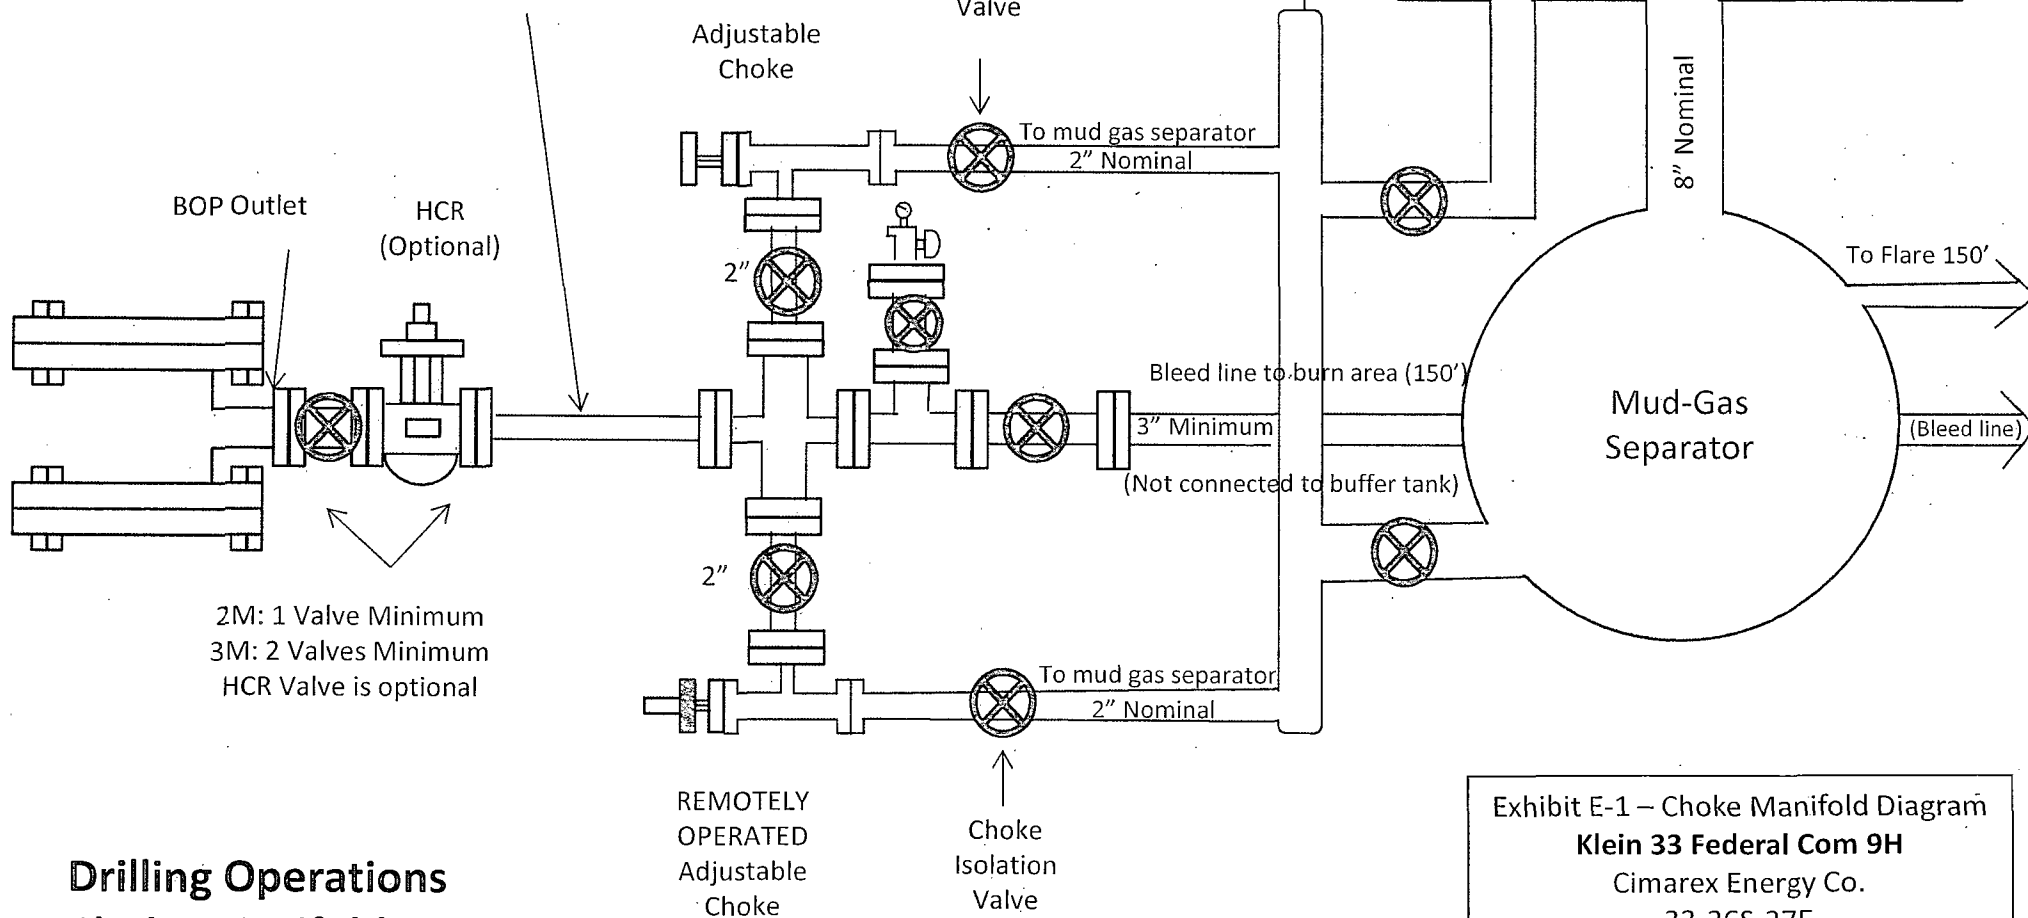 Valve
Adjustable
Choke
8” Nominal
To mud gas separator
2” Nominal
BOP Outlet
HCR
(Optional)
2”
To Flare 150’
Bleed line to burn area (150’)
3” Minimum
(Not connected to buffer tank)
Mud-Gas
Separator
(Bleed line)
2”
2M: 1 Valve Minimum
3M: 2 Valves Minimum
HCR Valve is optional
To mud gas separator
2” Nominal
REMOTELY
OPERATED
Adjustable
Choke
Choke
Isolation
Valve
Drilling Operations
Exhibit E-1 – Choke Manifold Diagram
Klein 33 Federal Com 9H
Cimarex Energy Co.